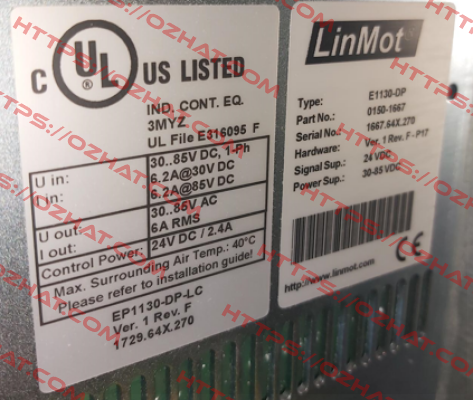 c UL US LISTED
IND. CONT. EQ.
3MYZ
UL File E316095 F
U in: 30..85V DC, 1-Ph
I in: 6.2A@30V DC
6.2A@85V DC
U out: 30..85V AC
I out: 6A RMS
Control Power: 24V DC / 2.4A
Max. Surrounding Air Temp.: 40°C
Please refer to installation guide!
EP1130-DP-LC
Ver. 1 Rev. F
1729.64X.270
LinMot
Type: E1130-DP
Part No.: 0150-1667
Serial No.: 1667.64X.270
Hardware: Ver. 1 Rev. F - P17
Signal Sup.: 24 VDC
Power Sup.: 30-85 VDC
CE
http://www.linmot.com
HTTPS://OZHAT.COM